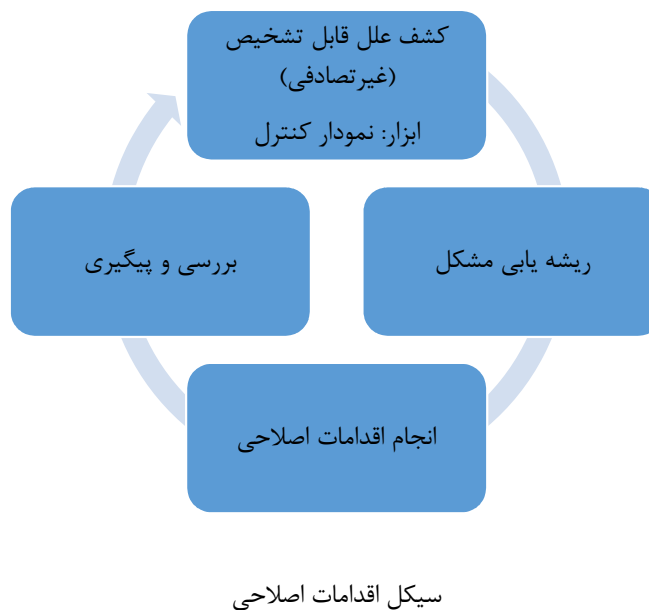 کشف علل قابل تشخیص
(غیرتصادفی)
ابزار: نمودار کنترل
ریشه یابی مشکل
انجام اقدامات اصلاحی
بررسی و پیگیری
سیکل اقدامات اصلاحی